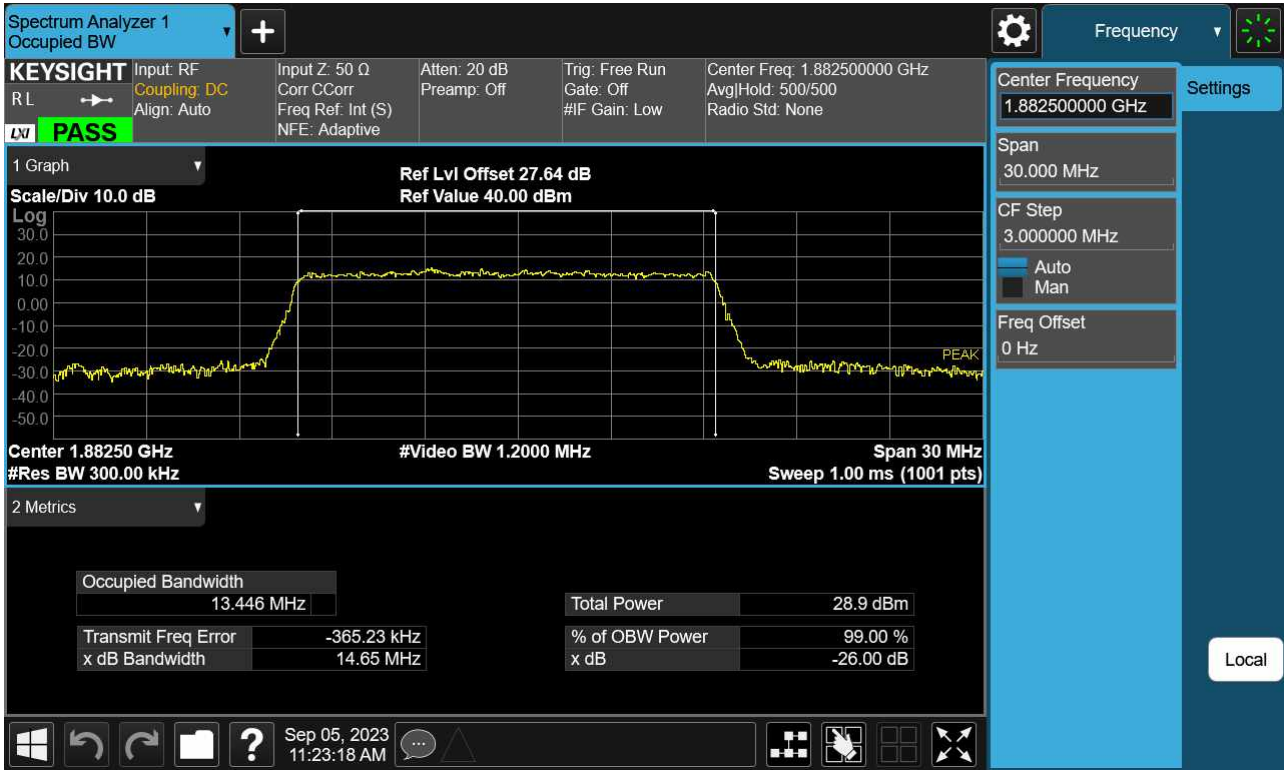 Spectrum Analyzer 1
Occupied BW
+
Frequency
KEYSIGHT
R L
LXI
PASS
Input: RF
Coupling: DC
Align: Auto
Input Z: 50 Ω
Corr CCorr
Freq Ref: Int (S)
NFE: Adaptive
Atten: 20 dB
Preamp: Off
Trig: Free Run
Gate: Off
#IF Gain: Low
Center Freq: 1.882500000 GHz
Avg|Hold: 500/500
Radio Std: None
Center Frequency
1.882500000 GHz
Settings
Span
30.000 MHz
CF Step
3.000000 MHz
Auto
Man
Freq Offset
0 Hz
Local
1 Graph
Scale/Div 10.0 dB
Ref Lvl Offset 27.64 dB
Ref Value 40.00 dBm
Log
30.0
20.0
10.0
0.00
-10.0
-20.0
-30.0
-40.0
-50.0
PEAK
Center 1.88250 GHz
#Video BW 1.2000 MHz
Span 30 MHz
#Res BW 300.00 kHz
Sweep 1.00 ms (1001 pts)
2 Metrics
Occupied Bandwidth
13.446 MHz
Total Power 28.9 dBm
Transmit Freq Error -365.23 kHz
% of OBW Power 99.00 %
x dB Bandwidth 14.65 MHz
x dB -26.00 dB
?
Sep 05, 2023
11:23:18 AM